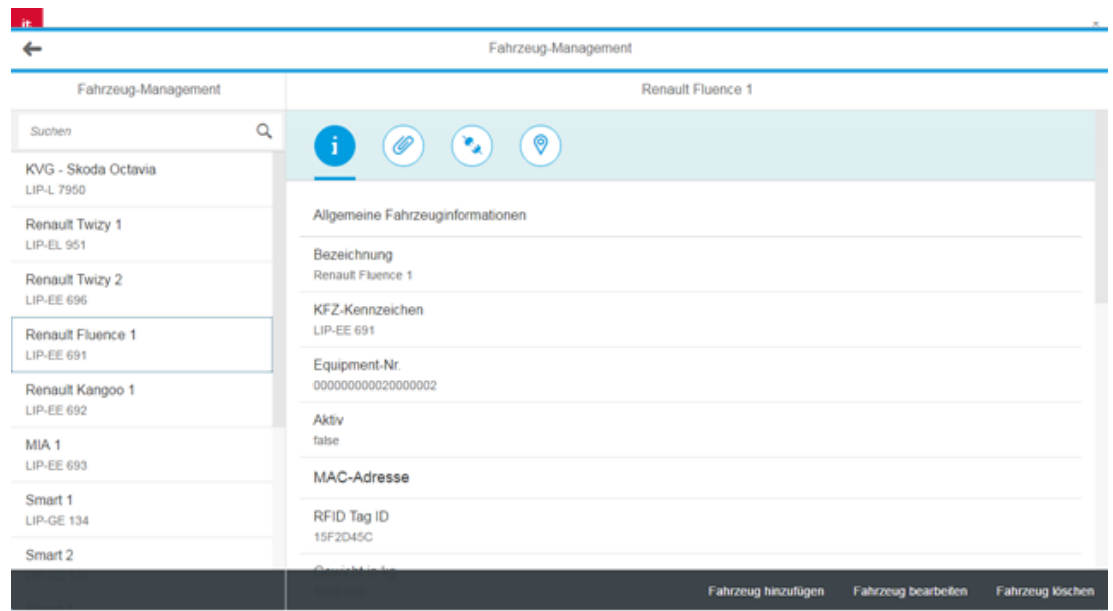 it.
Fahrzeug-Management
Fahrzeug-Management
Renault Fluence 1
Suchen
KVG - Skoda Octavia
LIP-L 7950
Renault Twizy 1
LIP-EL 951
Renault Twizy 2
LIP-EE 696
Renault Fluence 1
LIP-EE 691
Renault Kangoo 1
LIP-EE 692
MIA 1
LIP-EE 693
Smart 1
LIP-GE 134
Smart 2
i
Allgemeine Fahrzeuginformationen
Bezeichnung
Renault Fluence 1
KFZ-Kennzeichen
LIP-EE 691
Equipment-Nr.
000000000020000002
Aktiv
false
MAC-Adresse
RFID Tag ID
15F2D45C
Gewicht in kg
Fahrzeug hinzufügen Fahrzeug bearbeiten Fahrzeug löschen